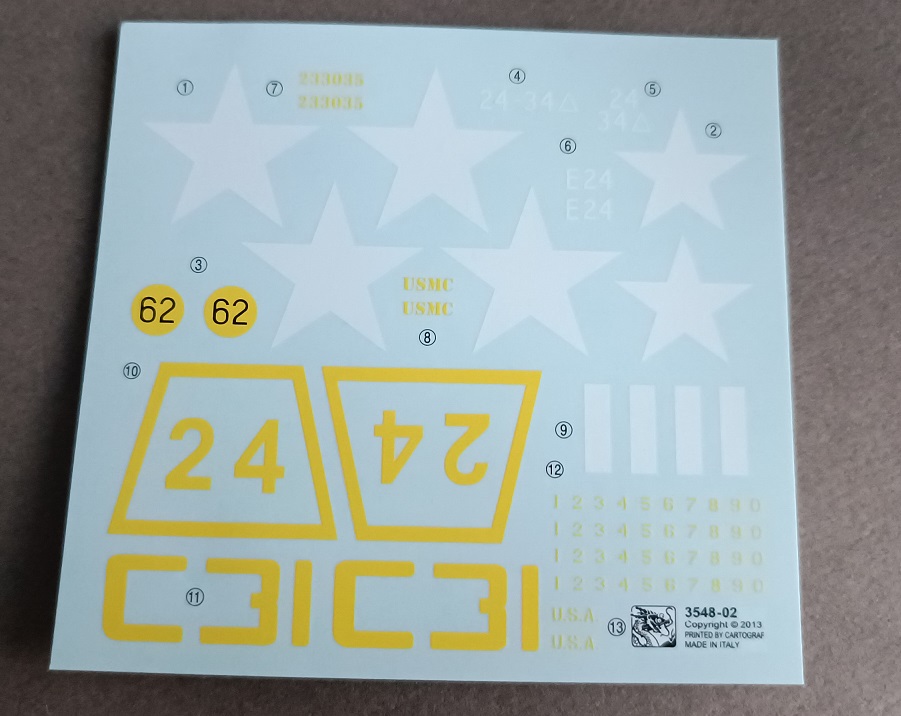 ① ⑦ 233035
233035
④ 24-34△
⑤ 24
34△
②
⑥
E24
E24
③
62 62
USMC
USMC
⑧
⑩
24 24
⑨
⑫
1 2 3 4 5 6 7 8 9 0
1 2 3 4 5 6 7 8 9 0
1 2 3 4 5 6 7 8 9 0
1 2 3 4 5 6 7 8 9 0
C31 C31
⑪
U.S.A
U.S.A
⑬
3548-02
Copyright © 2013
PRINTED BY CARTOGRAF
MADE IN ITALY